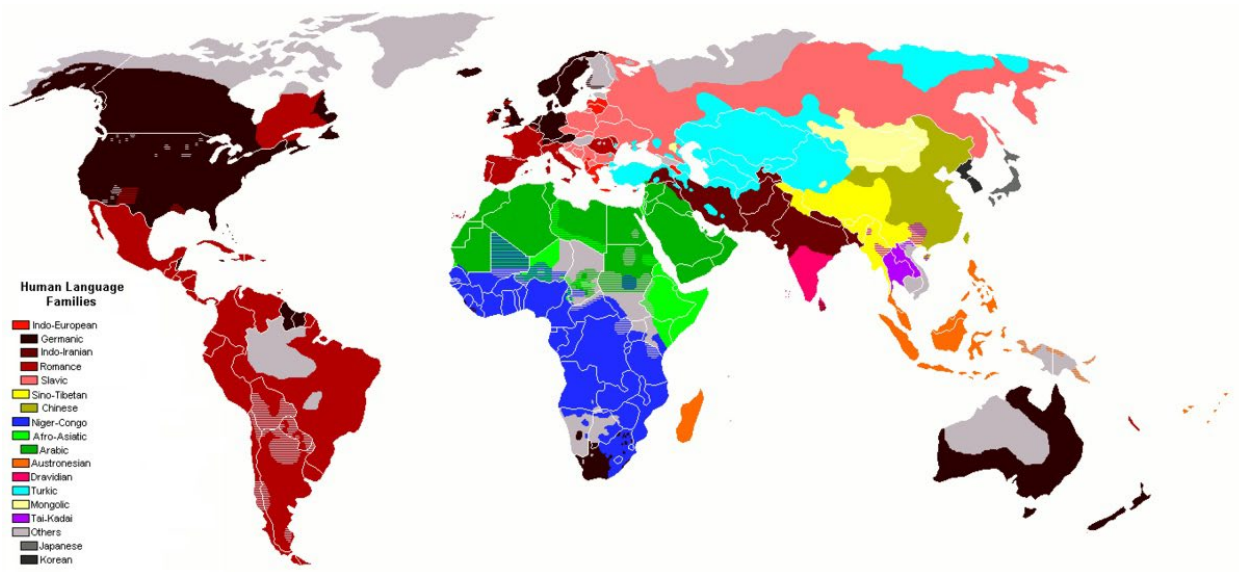 Human Language
Families
Indo-European
Germanic
Indo-Iranian
Romance
Slavic
Sino-Tibetan
Chinese
Niger-Congo
Afro-Asiatic
Arabic
Austronesian
Dravidian
Turkic
Mongolic
Tai-Kadai
Others
Japanese
Korean